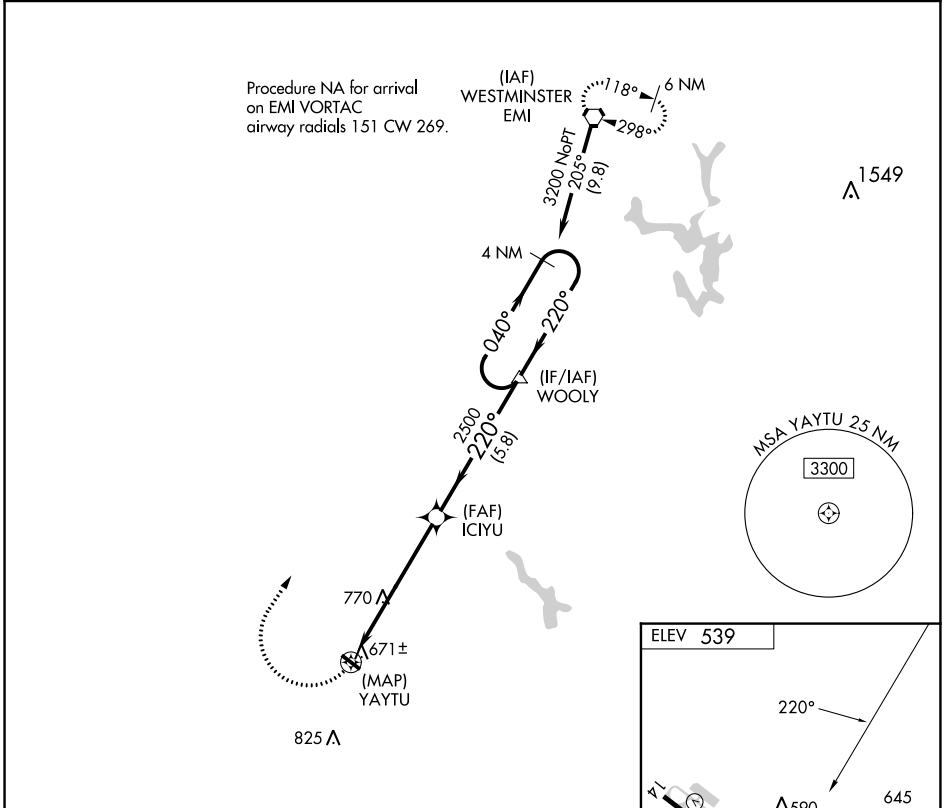 Procedure NA for arrival
on EMI VORTAC
airway radials 151 CW 269.
(IAF)
WESTMINSTER
EMI
118°
6 NM
298°
3200 NoPT
205°
(9.8)
1549
4 NM
040°
220°
(IF/IAF)
WOOLY
2500
220°
(5.8)
MSA YAYTU 25 NM
3300
(FAF)
ICIYU
770
671±
(MAP)
YAYTU
825
ELEV 539
220°
14
V
590
645